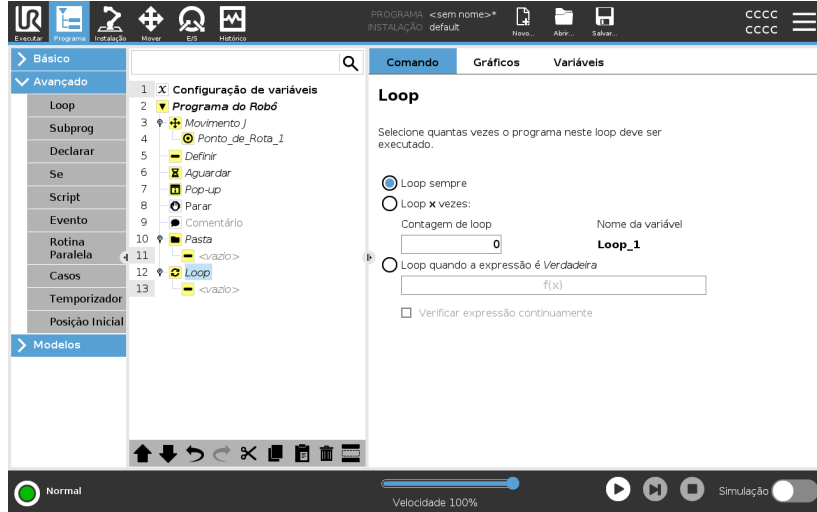 UR
Executar
Programa
Instalação
Mover
E/S
Histórico
PROGRAMA <sem nome>*
INSTALAÇÃO default
Novo...
Abrir...
Salvar...
CCCC
CCCC
Básico
Avançado
Loop
Subprog
Declarar
Se
Script
Evento
Rotina
Paralela
Casos
Temporizador
Posição Inicial
Modelos
1 X Configuração de variáveis
2 Programa do Robô
3 Movimento J
4 Ponto_de_Rota_1
5 Definir
6 Aguardar
7 Pop-up
8 Parar
9 Comentário
10 Pasta
11 <vazio>
12 Loop
13 <vazio>
Comando
Gráficos
Variáveis
Loop
Selecione quantas vezes o programa neste loop deve ser
executado.
Loop sempre
Loop x vezes:
Contagem de loop
Nome da variável
0
Loop_1
Loop quando a expressão é Verdadeira
f(x)
Verificar expressão continuamente
Normal
Velocidade 100%
Simulação